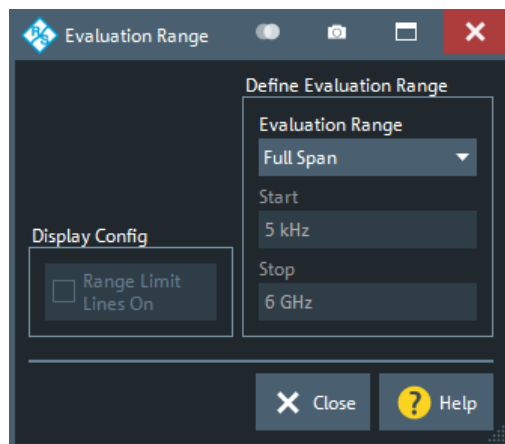 Evaluation Range
Define Evaluation Range
Evaluation Range
Full Span
Start
5 kHz
Stop
6 GHz
Display Config
Range Limit
Lines On
Close
? Help